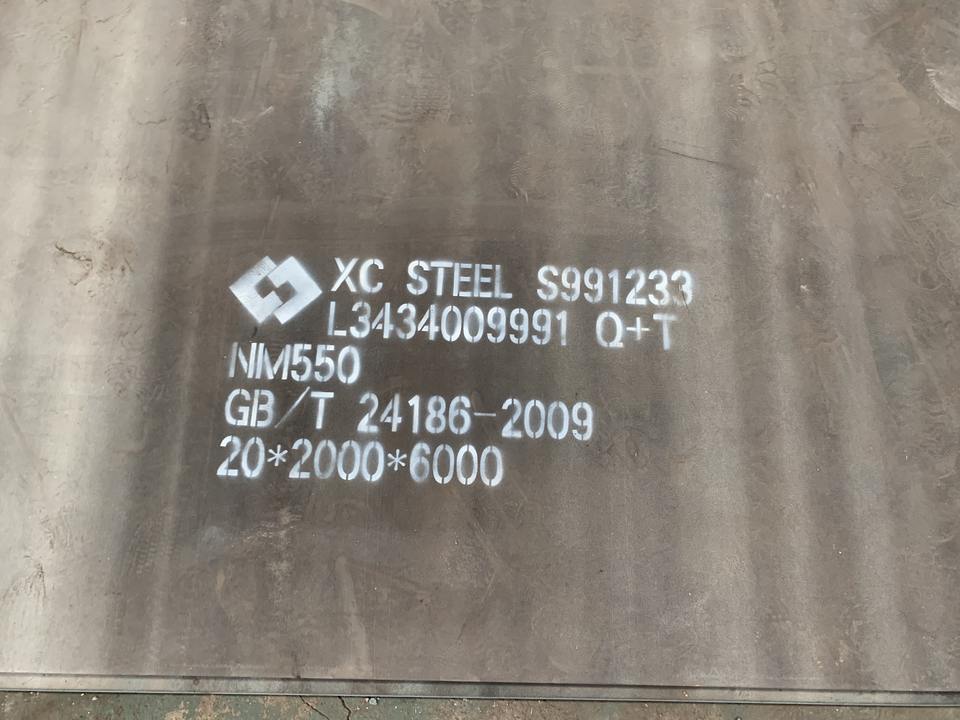 XC STEEL S991233
L3434009991 Q+T
NM550
GB/T 24186-2009
20*2000*6000